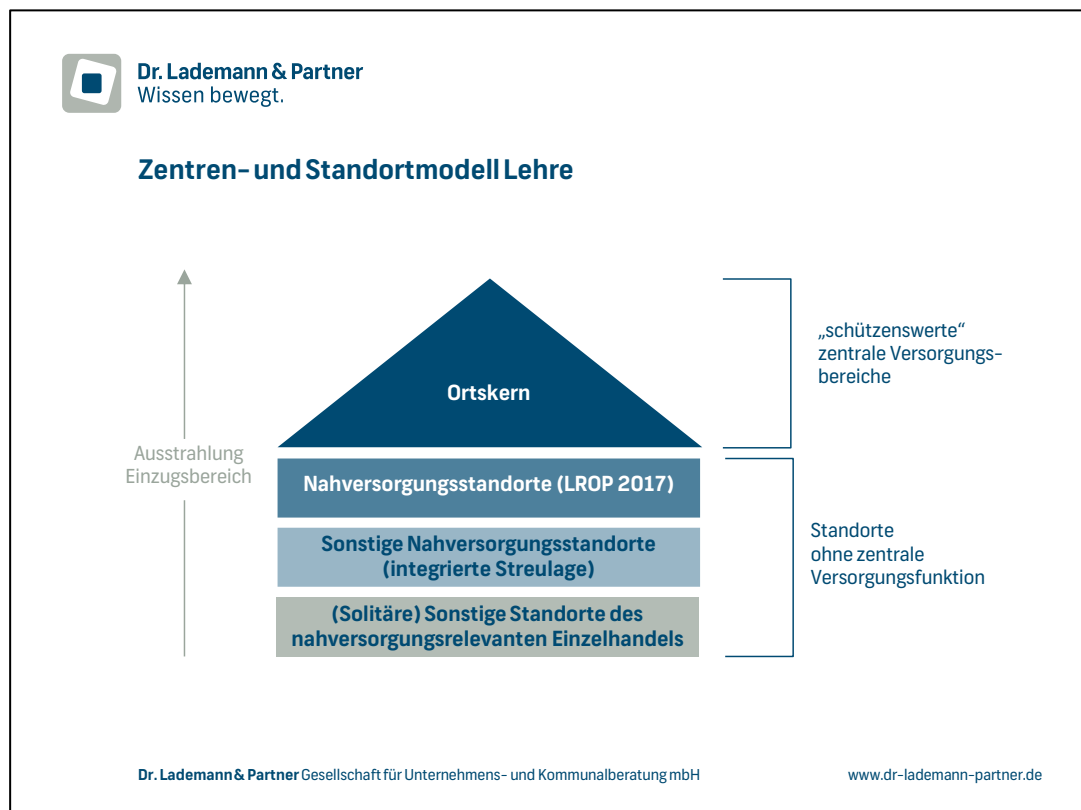 Dr. Lademann & Partner
Wissen bewegt.
Zentren- und Standortmodell Lehre
Ausstrahlung
Einzugsbereich
Ortskern
Nahversorgungsstandorte (LROP 2017)
Sonstige Nahversorgungsstandorte
(integrierte Streulage)
(Solitäre) Sonstige Standorte des
nahversorgungsrelevanten Einzelhandels
„schützenswerte“
zentrale Versorgungs-
bereiche
Standorte
ohne zentrale
Versorgungsfunktion
Dr. Lademann & Partner Gesellschaft für Unternehmens- und Kommunalberatung mbH
www.dr-lademann-partner.de